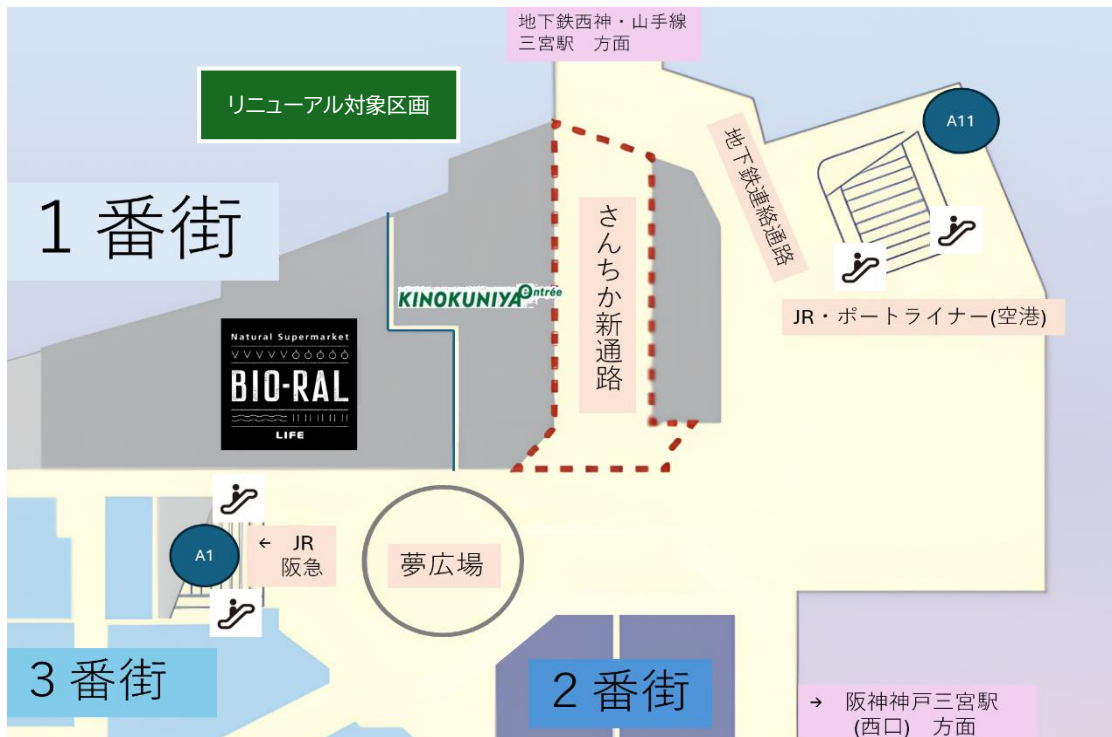 地下鉄西神・山手線
三宮駅　方面
リニューアル対象区画
A11
地下鉄連絡通路
1番街
さんちか新通路
KINOKUNIYA entrée
JR・ポートライナー(空港)
Natural Supermarket
BIO-RAL
LIFE
A1
← JR
阪急
夢広場
3番街
2番街
→ 阪神神戸三宮駅
(西口)　方面